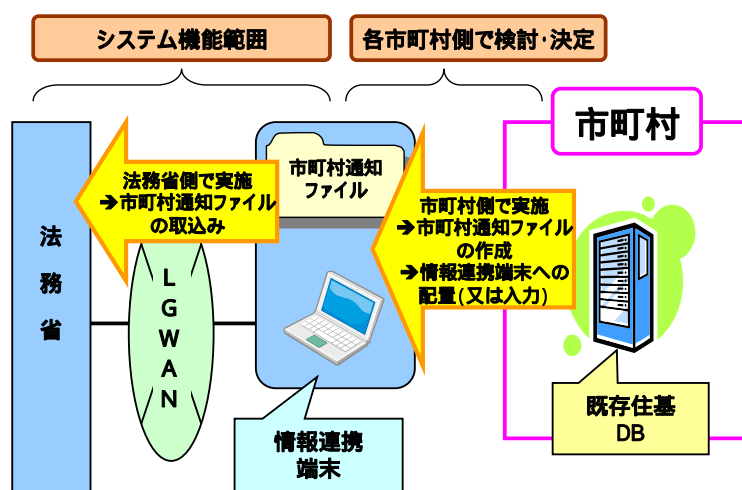 システム機能範囲
各市町村側で検討･決定
市町村
市町村通知
ファイル
法務省側で実施
➔市町村通知ファイル
の取込み
市町村側で実施
➔市町村通知ファイル
の作成
➔情報連携端末への
配置(又は入力)
法
務
省
L
G
W
A
N
既存住基
DB
情報連携
端末